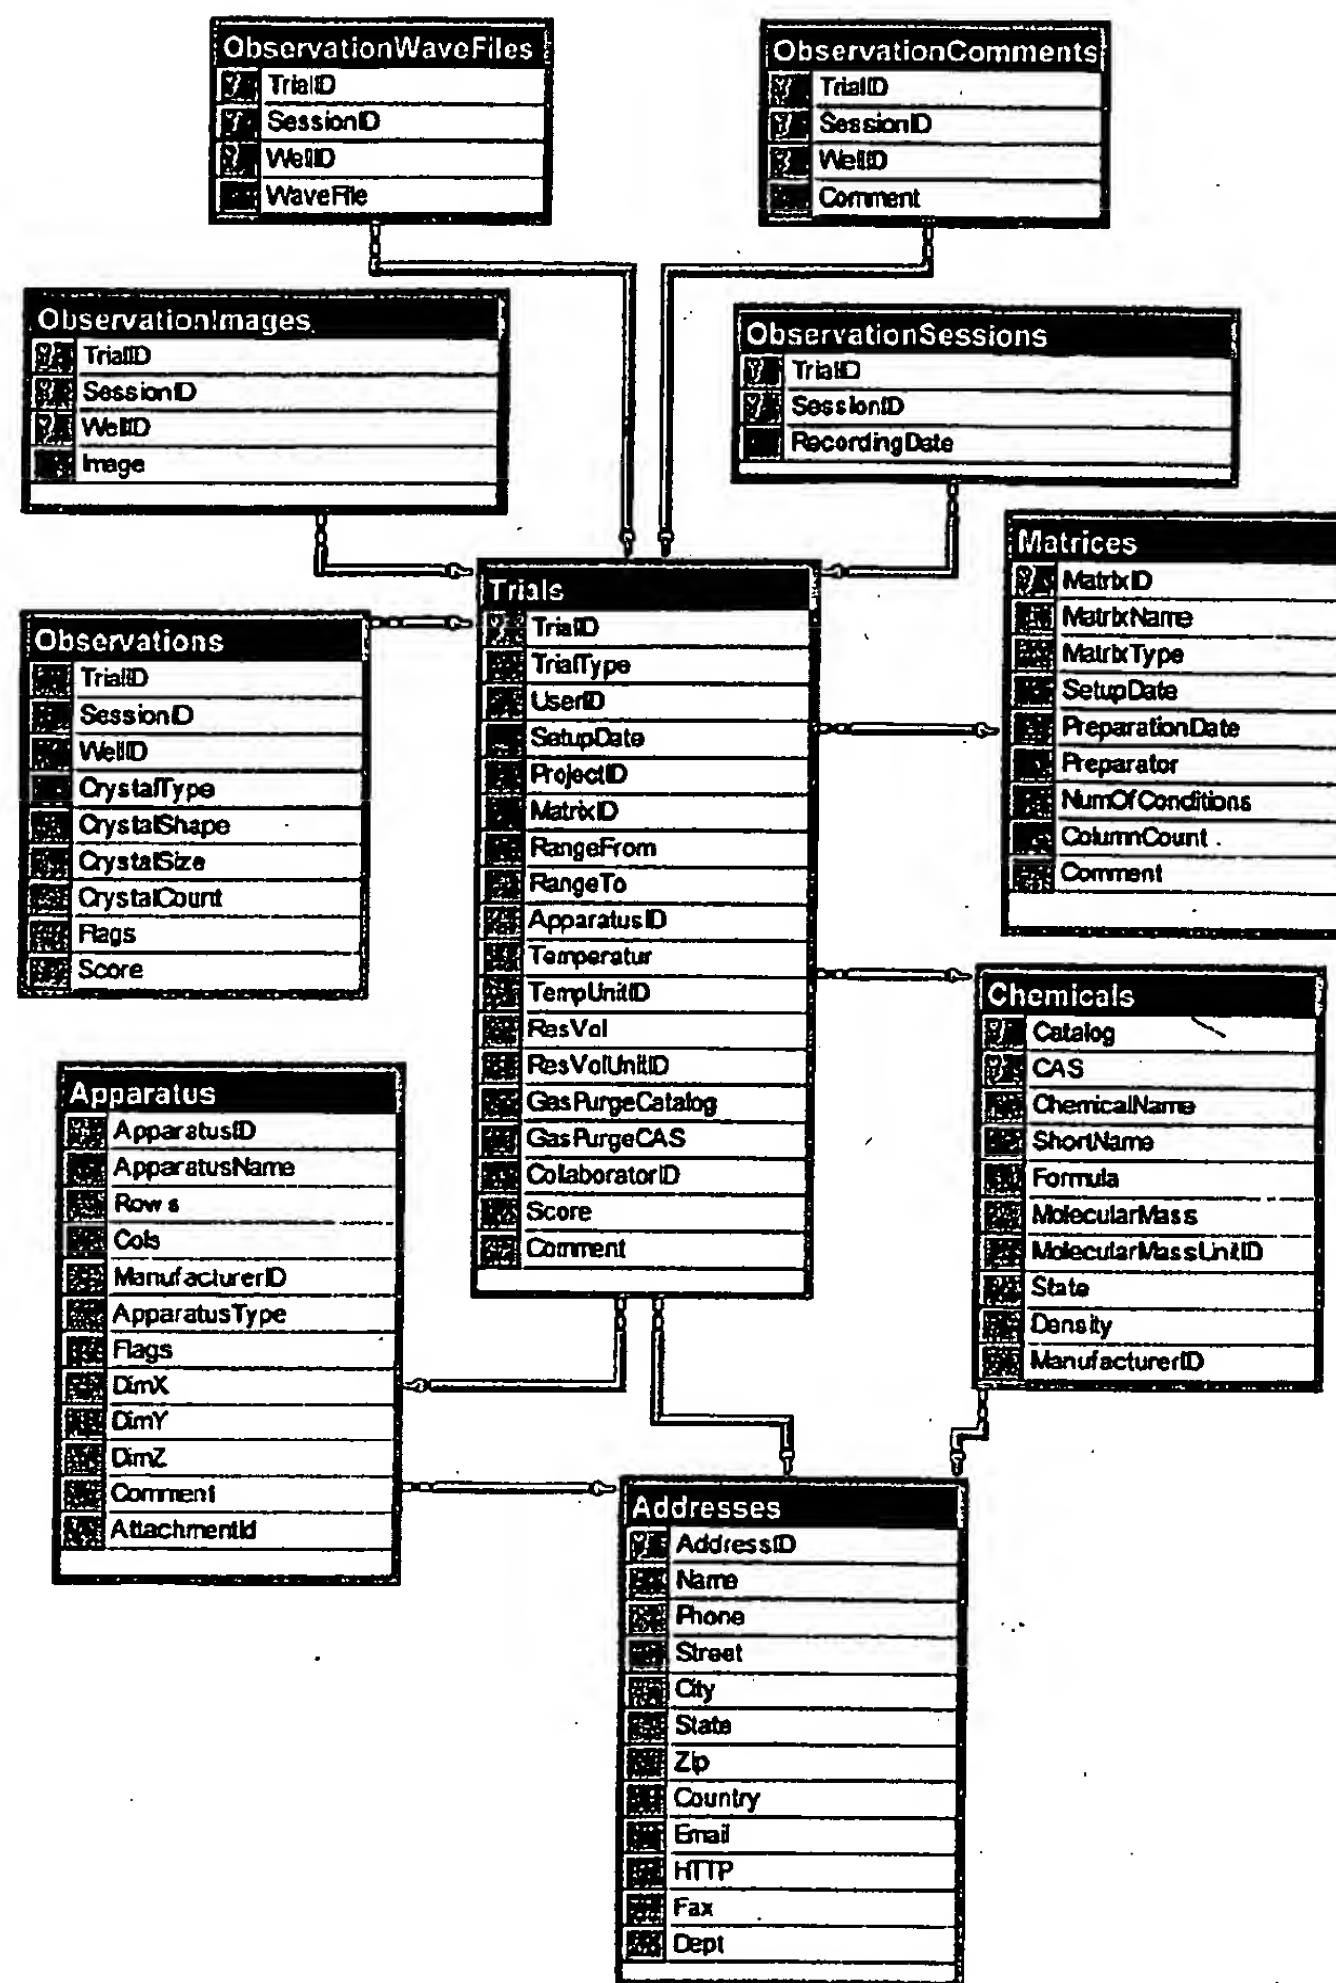 ObservationWaveFiles
TrialID
SessionID
WellID
WaveFile
ObservationComments
TrialID
SessionID
WellID
Comment
ObservationImages
TrialID
SessionID
WellID
Image
ObservationSessions
TrialID
SessionID
RecordingDate
Matrices
MatrixID
MatrixName
MatrixType
SetupDate
PreparationDate
Preparator
NumOfConditions
ColumnCount
Comment
Trials
TrialID
TrialType
UserID
SetupDate
ProjectID
MatrixID
RangeFrom
RangeTo
ApparatusID
Temperatur
TempUnitID
ResVol
ResVolUnitID
GasPurgeCatalog
GasPurgeCAS
CollaboratorID
Score
Comment
Observations
TrialID
SessionID
WellID
CrystalType
CrystalShape
CrystalSize
CrystalCount
Flags
Score
Chemicals
Catalog
CAS
ChemicalName
ShortName
Formula
MolecularMass
MolecularMassUnitID
State
Density
ManufacturerID
Apparatus
ApparatusID
ApparatusName
Rows
Cols
ManufacturerID
ApparatusType
Flags
DimX
DimY
DimZ
Comment
AttachmentId
Addresses
AddressID
Name
Phone
Street
City
State
Zip
Country
Email
HTTP
Fax
Dept